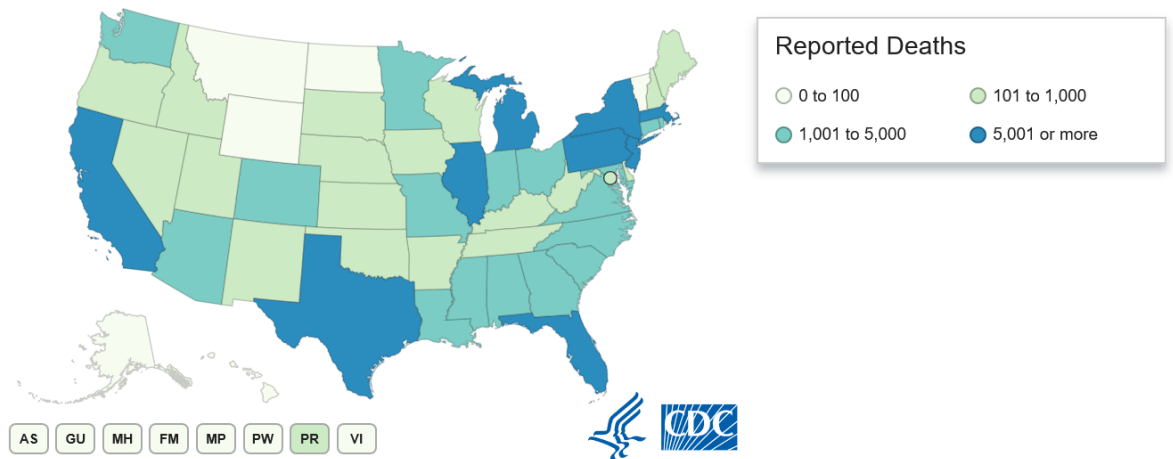 Reported Deaths
0 to 100
101 to 1,000
1,001 to 5,000
5,001 or more
AS GU MH FM MP PW PR VI
CDC